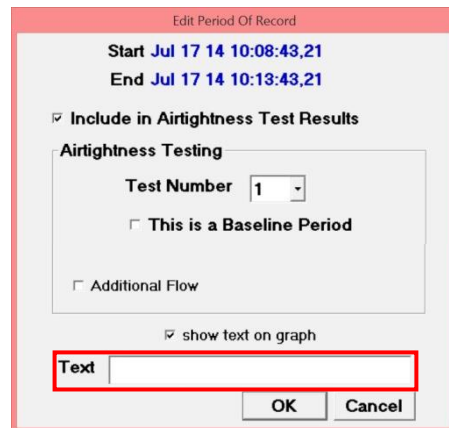 Edit Period Of Record
Start Jul 17 14 10:08:43,21
End Jul 17 14 10:13:43,21
Include in Airtightness Test Results
Airtightness Testing
Test Number 1
This is a Baseline Period
Additional Flow
show text on graph
Text
OK Cancel